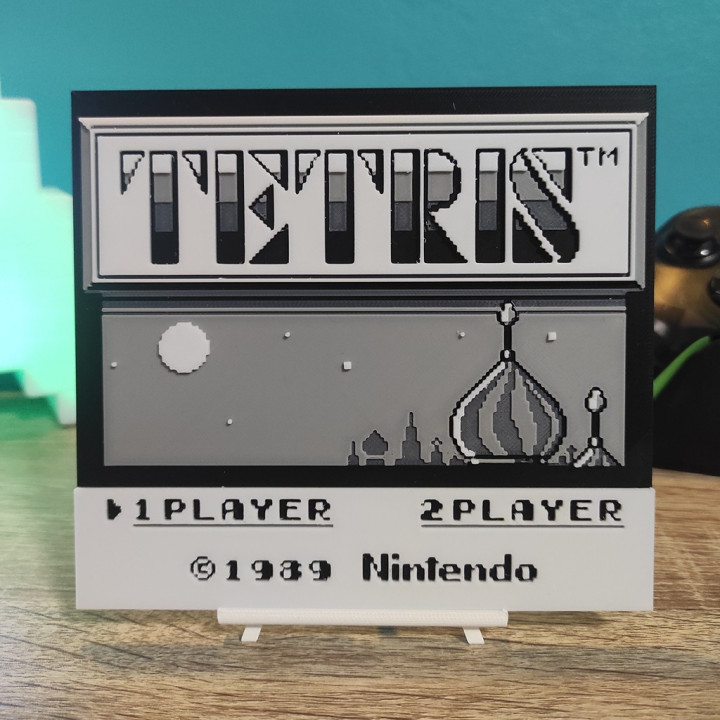 TETRIS™
1PLAYER 2PLAYER
©1989 Nintendo